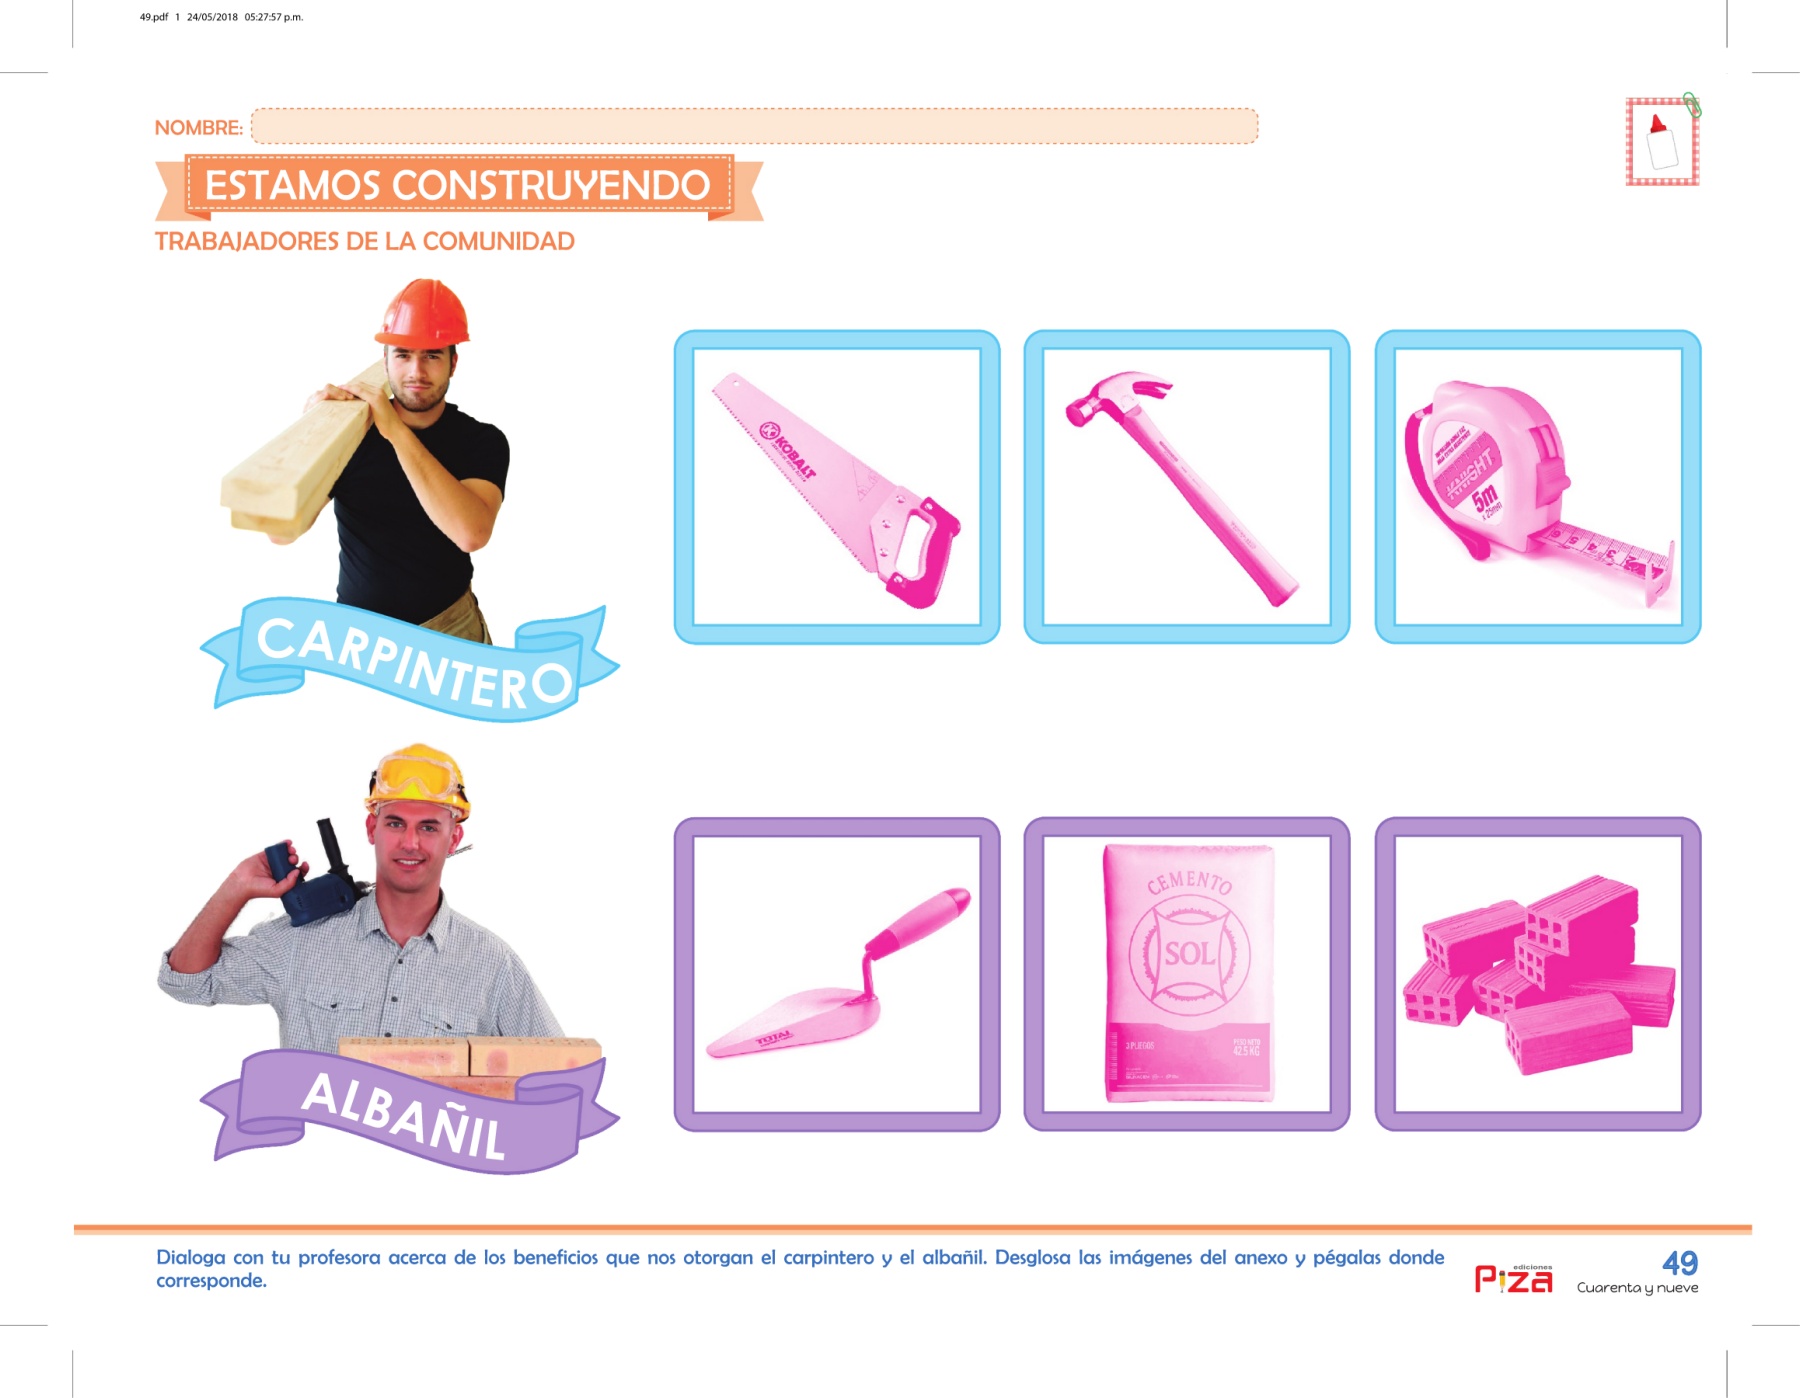 49.pdf 1 24/05/2018 05:27:57 p.m.
NOMBRE:
ESTAMOS CONSTRUYENDO
TRABAJADORES DE LA COMUNIDAD
KOBALT
KNIGHT
5m
x 25mm
CARPINTERO
TOTAL
CEMENTO
SOL
3 PLIEGOS
PESO NETO
42.5 KG
ALBAÑIL
Dialoga con tu profesora acerca de los beneficios que nos otorgan el carpintero y el albañil. Desglosa las imágenes del anexo y pégalas donde
corresponde.
ediciones
Piza
49
Cuarenta y nueve